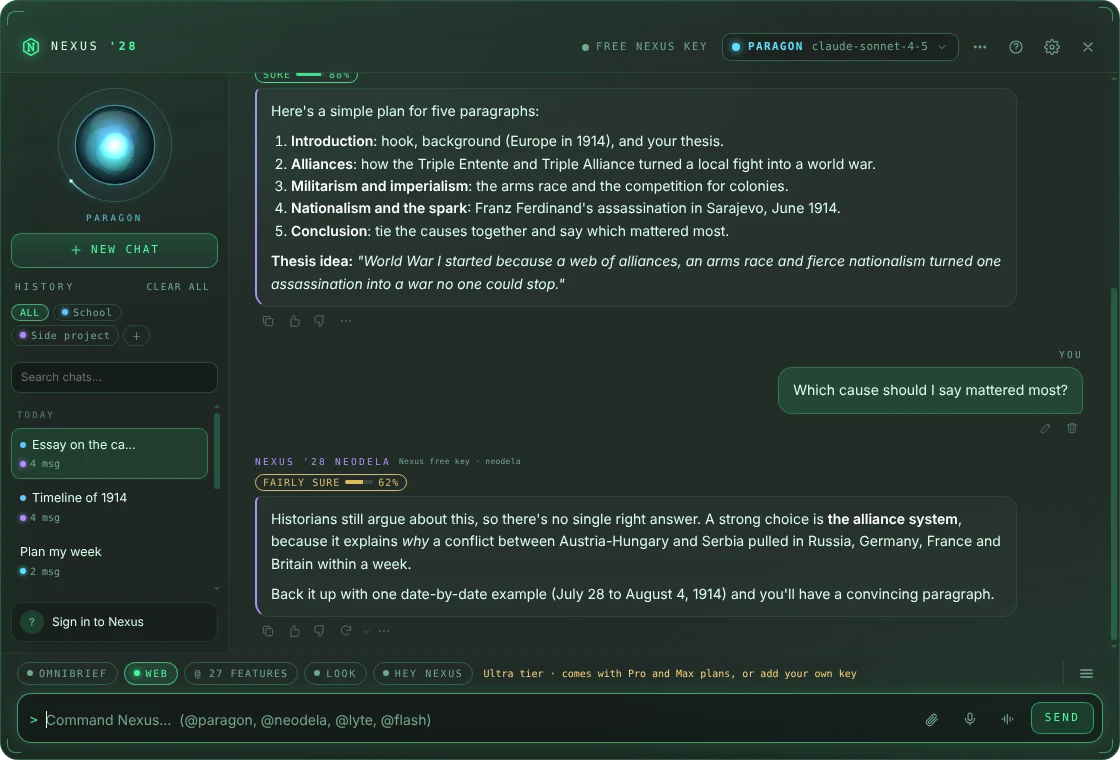 NEXUS '28
FREE NEXUS KEY
PARAGON claude-sonnet-4-5
PARAGON
+ NEW CHAT
HISTORY CLEAR ALL
ALL School
Side project +
Search chats...
TODAY
Essay on the ca...
4 msg
Timeline of 1914
4 msg
Plan my week
2 msg
? Sign in to Nexus
SURE 88%
Here's a simple plan for five paragraphs:
1. Introduction: hook, background (Europe in 1914), and your thesis.
2. Alliances: how the Triple Entente and Triple Alliance turned a local fight into a world war.
3. Militarism and imperialism: the arms race and the competition for colonies.
4. Nationalism and the spark: Franz Ferdinand's assassination in Sarajevo, June 1914.
5. Conclusion: tie the causes together and say which mattered most.
Thesis idea: "World War I started because a web of alliances, an arms race and fierce nationalism turned one
assassination into a war no one could stop."
YOU
Which cause should I say mattered most?
NEXUS '28 NEODELA Nexus free key · neodela
FAIRLY SURE 62%
Historians still argue about this, so there's no single right answer. A strong choice is the alliance system,
because it explains why a conflict between Austria-Hungary and Serbia pulled in Russia, Germany, France and
Britain within a week.
Back it up with one date-by-date example (July 28 to August 4, 1914) and you'll have a convincing paragraph.
OMNIBRIEF WEB @ 27 FEATURES LOOK HEY NEXUS Ultra tier · comes with Pro and Max plans, or add your own key
> Command Nexus... (@paragon, @neodela, @lyte, @flash)
SEND